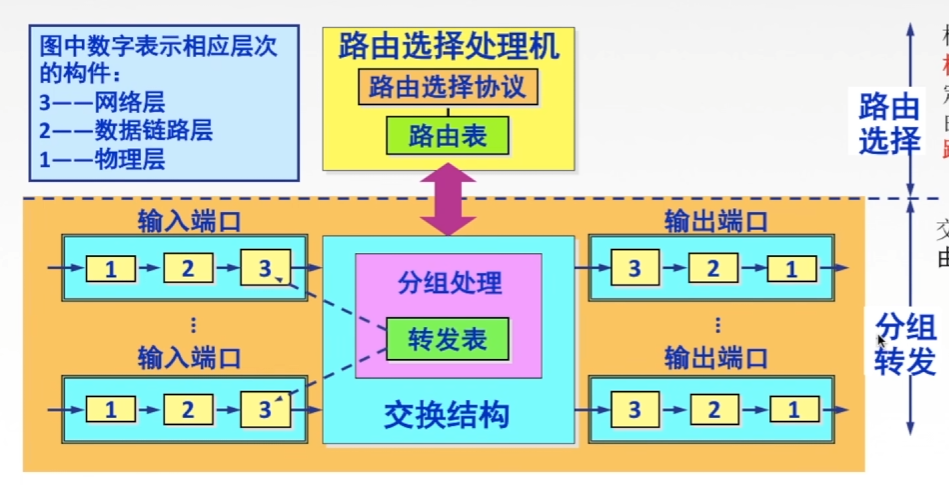 图中数字表示相应层次
的构件：
3——网络层
2——数据链路层
1——物理层
路由选择处理机
路由选择协议
路由表
路由
选择
输入端口
1
2
3
⋮
输入端口
1
2
3
分组处理
转发表
交换结构
输出端口
3
2
1
⋮
输出端口
3
2
1
分组
转发
交
由